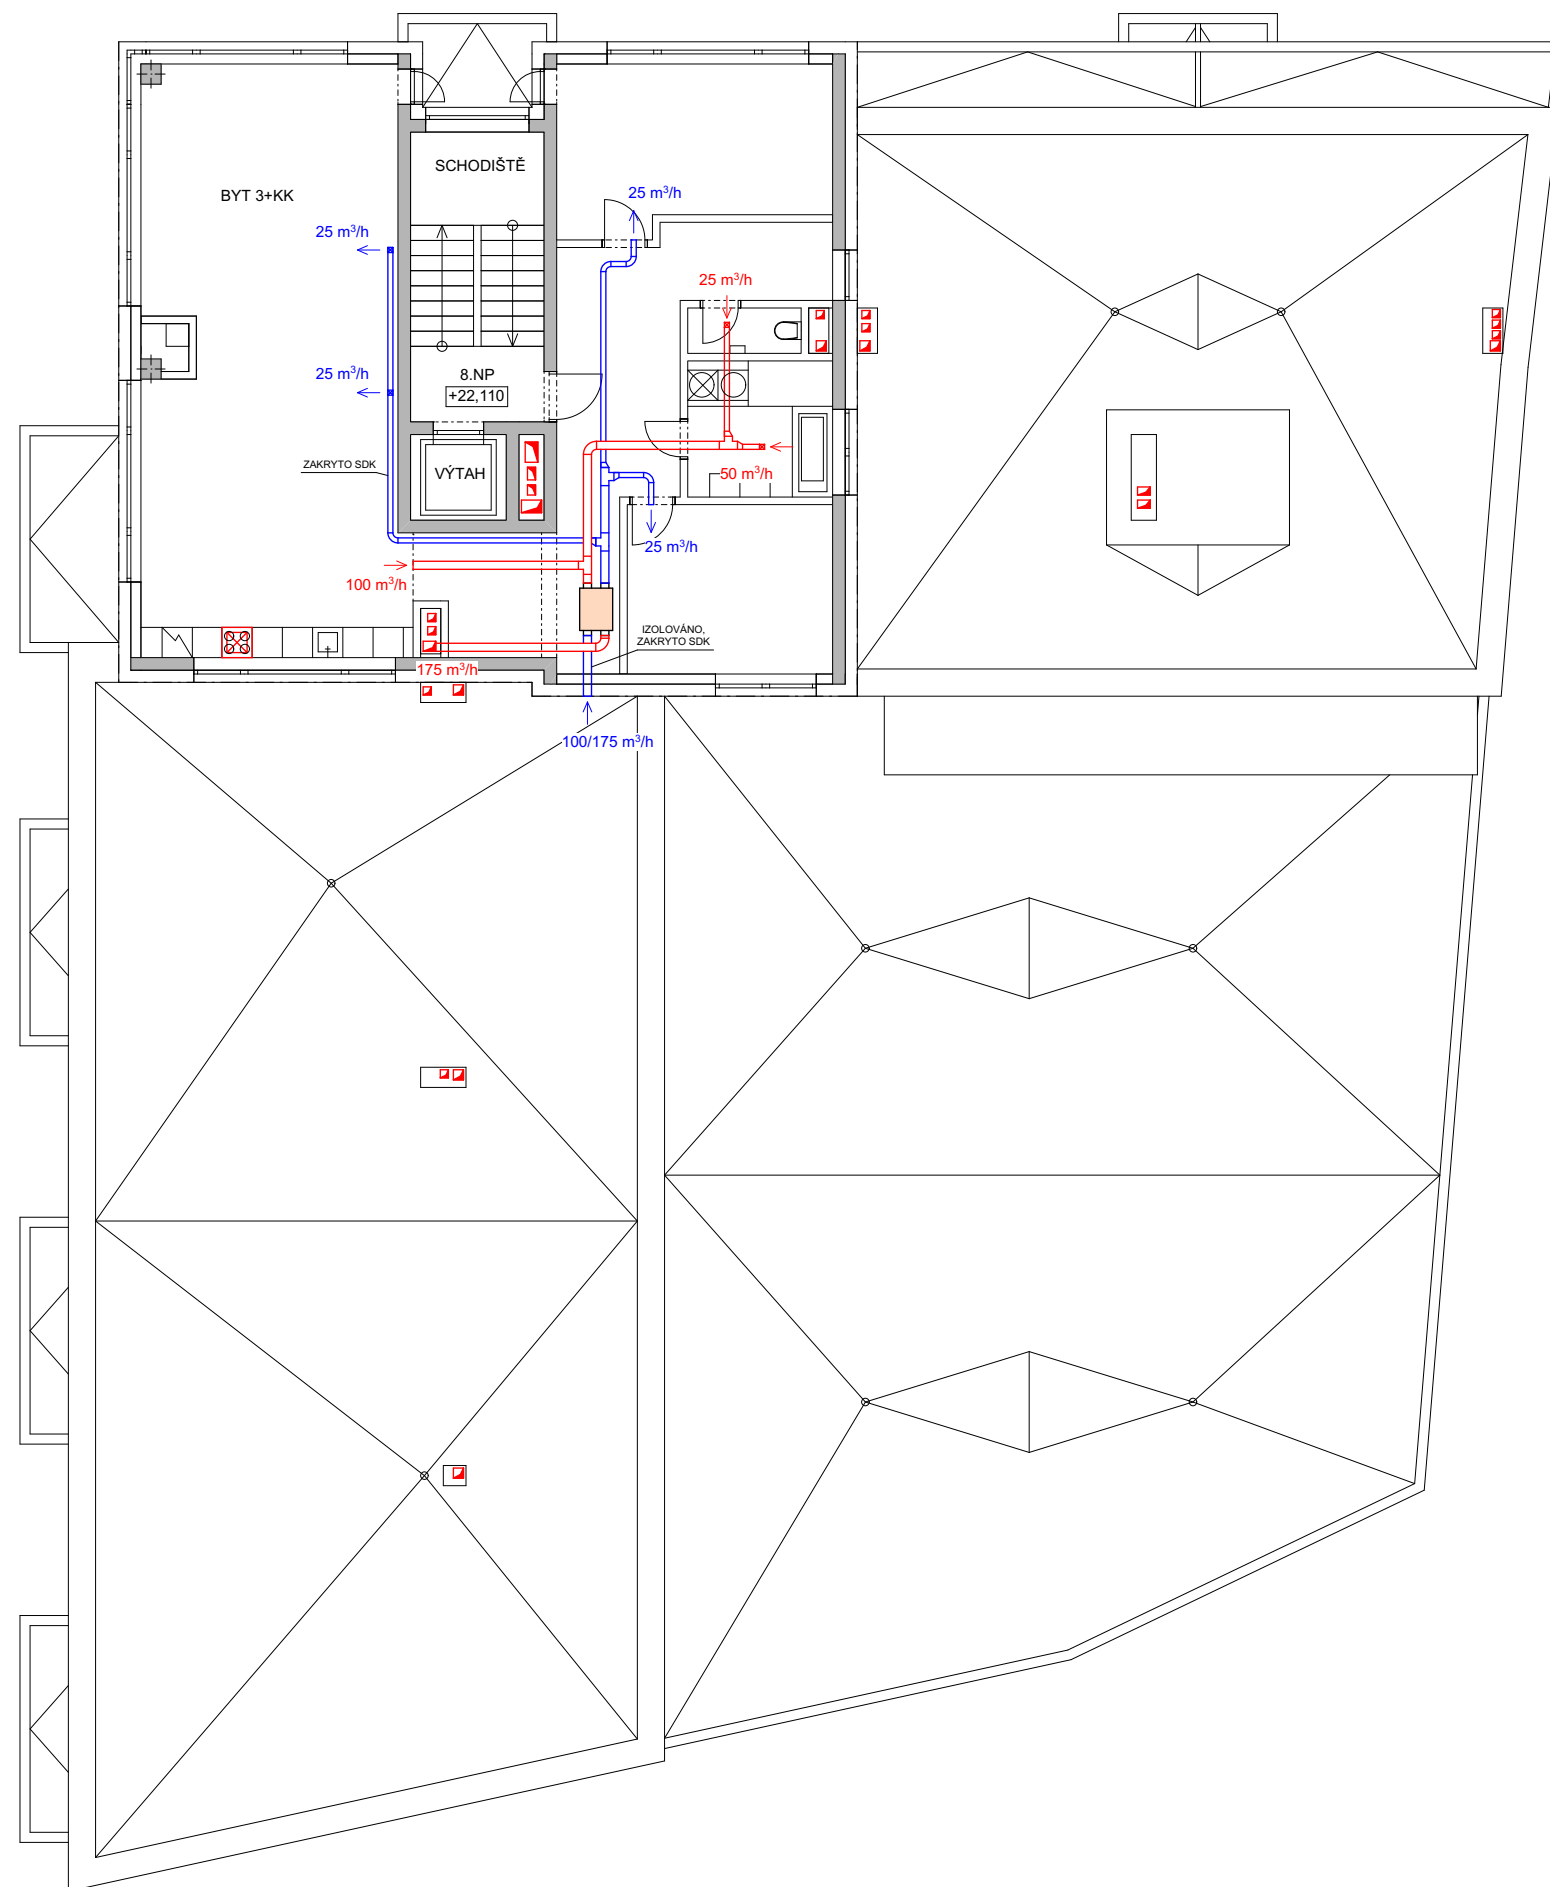 SCHODIŠTĚ
BYT 3+KK
25 m³/h
25 m³/h
25 m³/h
25 m³/h
8.NP
+22,110
ZAKRYTO SDK
VÝTAH
50 m³/h
25 m³/h
100 m³/h
IZOLOVÁNO,
ZAKRYTO SDK
175 m³/h
100/175 m³/h